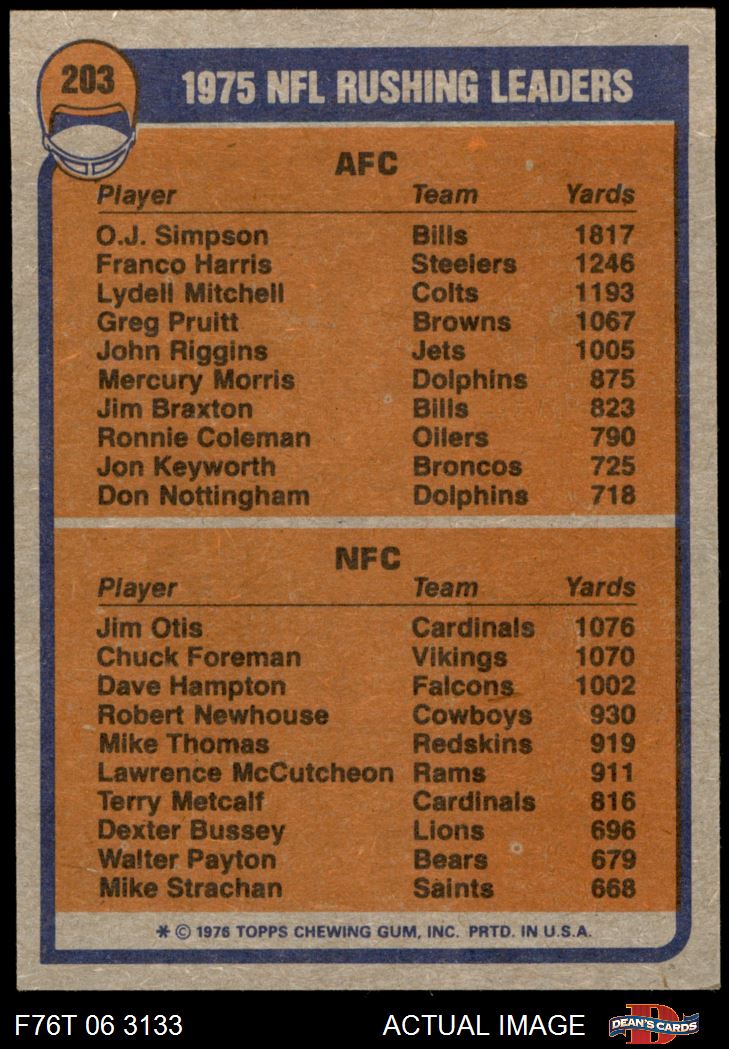 203
1975 NFL RUSHING LEADERS
AFC
Player Team Yards
O.J. Simpson Bills 1817
Franco Harris Steelers 1246
Lydell Mitchell Colts 1193
Greg Pruitt Browns 1067
John Riggins Jets 1005
Mercury Morris Dolphins 875
Jim Braxton Bills 823
Ronnie Coleman Oilers 790
Jon Keyworth Broncos 725
Don Nottingham Dolphins 718
NFC
Player Team Yards
Jim Otis Cardinals 1076
Chuck Foreman Vikings 1070
Dave Hampton Falcons 1002
Robert Newhouse Cowboys 930
Mike Thomas Redskins 919
Lawrence McCutcheon Rams 911
Terry Metcalf Cardinals 816
Dexter Bussey Lions 696
Walter Payton Bears 679
Mike Strachan Saints 668
* © 1976 TOPPS CHEWING GUM, INC. PRTD. IN U.S.A.
F76T 06 3133 ACTUAL IMAGE D DEAN'S CARDS